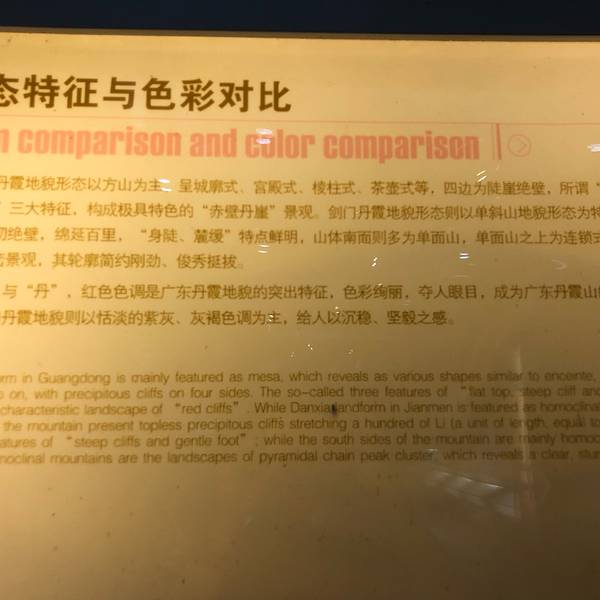 态特征与色彩对比
comparison and color comparison
丹霞地貌形态以方山为主，呈城廓式、宫殿式、棱柱式、茶壶式等，四边为陡崖绝壁，所谓“
”三大特征，构成极具特色的“赤壁丹崖”景观。剑门丹霞地貌形态则以单斜山地貌形态为特
仞绝壁，绵延百里，“身陡、麓缓”特点鲜明，山体南面则多为单面山，单面山之上为连锁式
景观，其轮廓简约刚劲、俊秀挺拔。
与“丹”，红色色调是广东丹霞地貌的突出特征，色彩绚丽，夺人眼目，成为广东丹霞山的
丹霞地貌则以恬淡的紫灰、灰褐色调为主，给人以沉稳、坚毅之感。
orm in Guangdong is mainly featured as mesa, which reveals as various shapes similar to enceinte,
o on, with precipitous cliffs on four sides. The so-called three features of “flat top, steep cliff and
characteristic landscape of “red cliffs”. While Danxia landform in Jianmen is featured as homoclinal
the mountain present topless precipitous cliffs stretching a hundred of Li (a unit of length, equal to
atures of “steep cliffs and gentle foot”; while the south sides of the mountain are mainly homoc
moclinal mountains are the landscapes of pyramidal chain peak cluster, which reveals a clear, stur